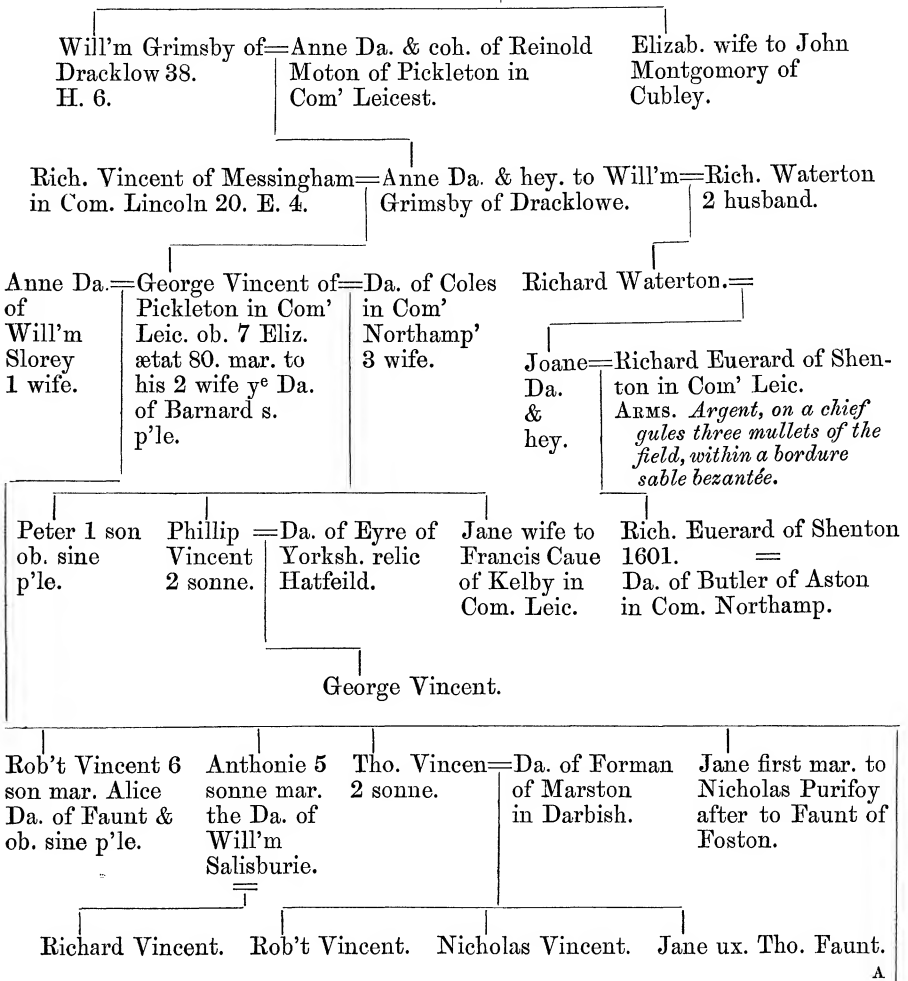 Will'm Grimsby of=Anne Da. & coh. of Reinold
Dracklow 38. Moton of Pickleton in
H. 6. Com' Leicest.
Elizab. wife to John
Montgomory of
Cubley.
Rich. Vincent of Messingham=Anne Da. & hey. to Will'm=Rich. Waterton
in Com. Lincoln 20. E. 4. Grimsby of Dracklowe. 2 husband.
Anne Da.=George Vincent of=Da. of Coles
of
Will'm
Slorey
1 wife.
Pickleton in Com'
Leic. ob. 7 Eliz.
ætat 80. mar. to
his 2 wife yᵉ Da.
of Barnard s.
p'le.
in Com'
Northamp'
3 wife.
Richard Waterton.=
Joane=Richard Euerard of Shen-
Da.
&
hey.
ton in Com' Leic.
ARMS. Argent, on a chief
gules three mullets of the
field, within a bordure
sable bezantée.
Peter 1 son
ob. sine
p'le.
Phillip =Da. of Eyre of
Vincent Yorksh. relic
2 sonne. Hatfeild.
Jane wife to
Francis Caue
of Kelby in
Com. Leic.
Rich. Euerard of Shenton
1601. =
Da. of Butler of Aston
in Com. Northamp.
George Vincent.
Rob't Vincent 6
son mar. Alice
Da. of Faunt &
ob. sine p'le.
Anthonie 5
sonne mar.
the Da. of
Will'm
Salisburie.
=
Tho. Vincen=Da. of Forman
2 sonne. of Marston
in Darbish.
Jane first mar. to
Nicholas Purifoy
after to Faunt of
Foston.
Richard Vincent. Rob't Vincent. Nicholas Vincent. Jane ux. Tho. Faunt.
A